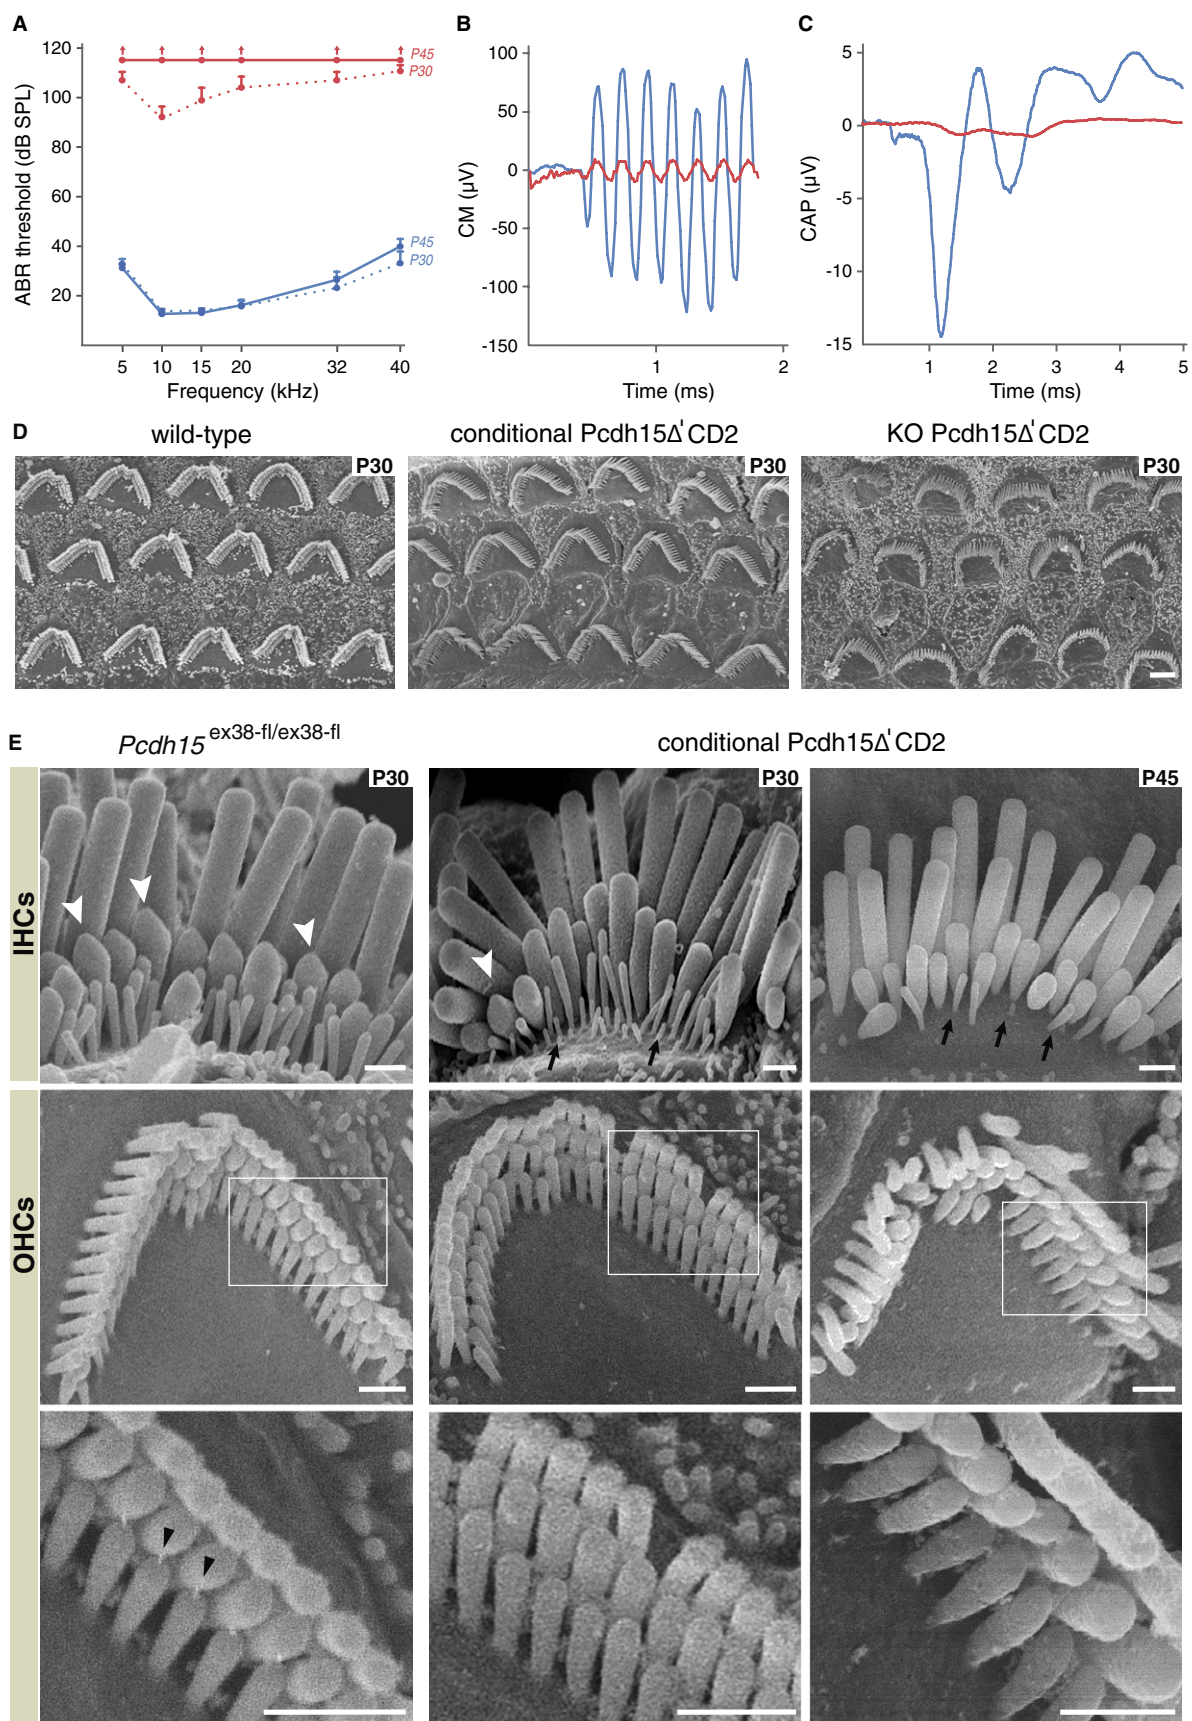 A
ABR threshold (dB SPL)
120
100
80
60
40
20
P45
P30
P45
P30
5 10 15 20 32 40
Frequency (kHz)
B
CM (µV)
100
50
0
-50
-100
-150
1 2
Time (ms)
C
CAP (µV)
5
0
-5
-10
-15
1 2 3 4 5
Time (ms)
D
wild-type
conditional Pcdh15Δ'CD2
KO Pcdh15Δ'CD2
P30
P30
P30
E
Pcdh15 ex38-fl/ex38-fl
conditional Pcdh15Δ'CD2
IHCs
P30
P30
P45
OHCs